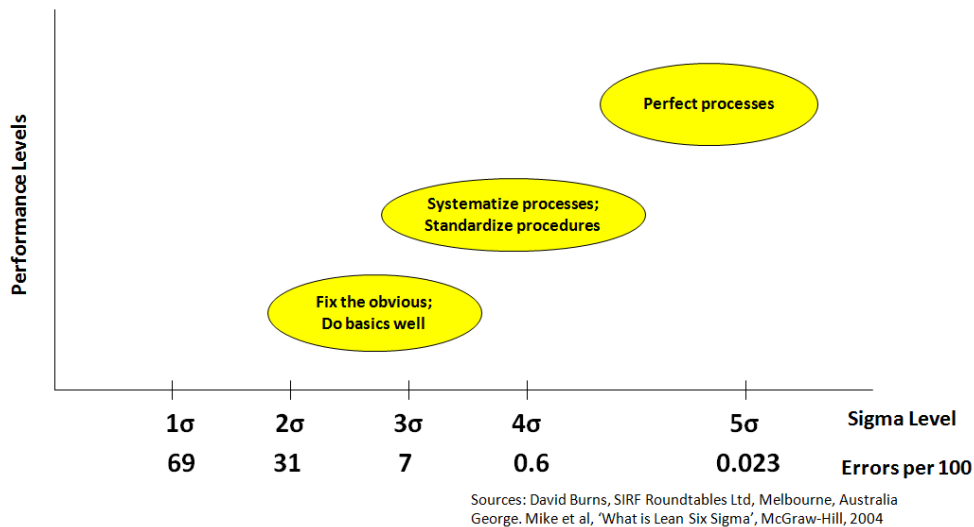 Performance Levels
Perfect processes
Systematize processes;
Standardize procedures
Fix the obvious;
Do basics well
1σ 2σ 3σ 4σ 5σ Sigma Level
69 31 7 0.6 0.023 Errors per 100
Sources: David Burns, SIRF Roundtables Ltd, Melbourne, Australia
George. Mike et al, ‘What is Lean Six Sigma’, McGraw-Hill, 2004